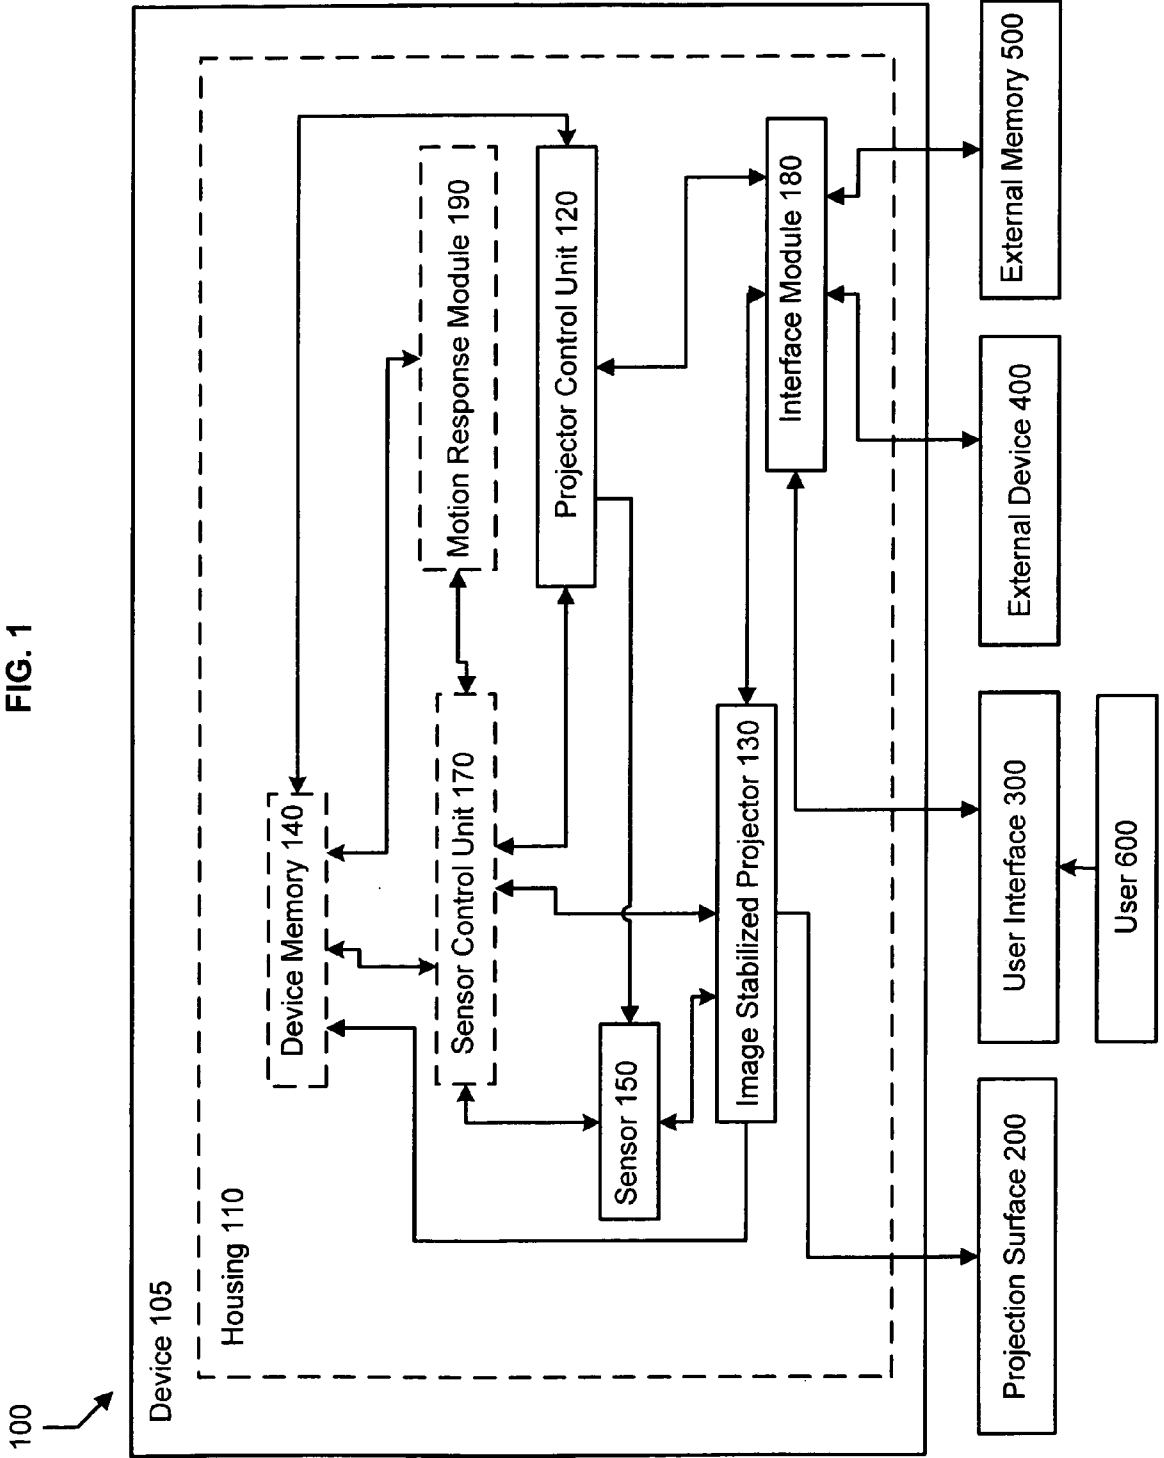 FIG. 1
100
Device 105
Housing 110
Device Memory 140
Motion Response Module 190
Sensor Control Unit 170
Projector Control Unit 120
Sensor 150
Image Stabilized Projector 130
Interface Module 180
Projection Surface 200
User Interface 300
External Device 400
External Memory 500
User 600